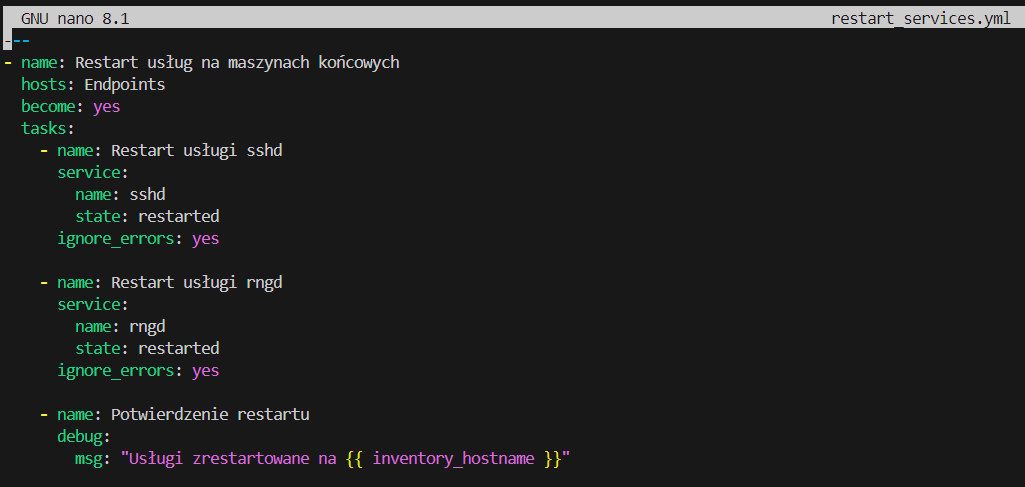 GNU nano 8.1 restart_services.yml
---
- name: Restart usług na maszynach końcowych
  hosts: Endpoints
  become: yes
  tasks:
    - name: Restart usługi sshd
      service:
        name: sshd
        state: restarted
      ignore_errors: yes

    - name: Restart usługi rngd
      service:
        name: rngd
        state: restarted
      ignore_errors: yes

    - name: Potwierdzenie restartu
      debug:
        msg: "Usługi zrestartowane na {{ inventory_hostname }}"